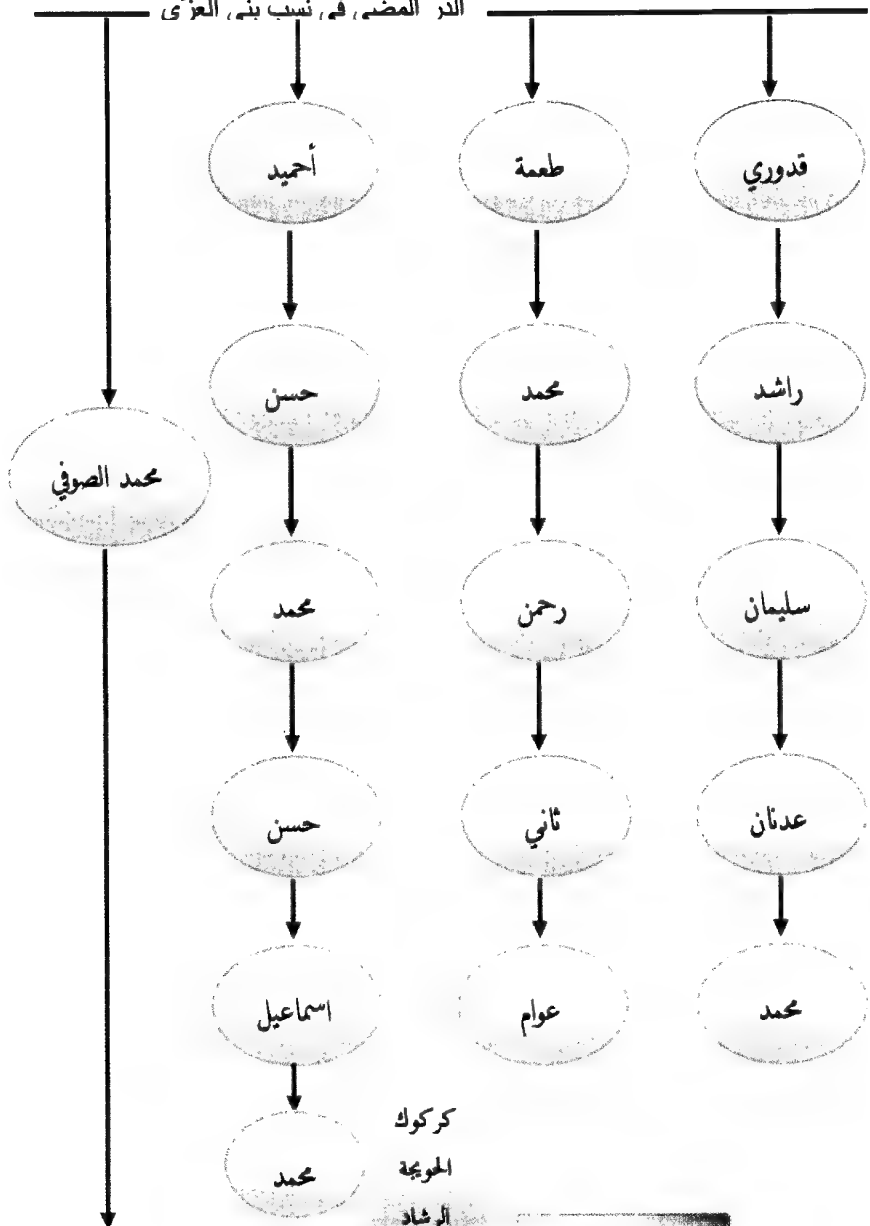 الدر المضي في نسب بني العزي
قدوري
طعمة
أحميد
راشد
محمد
حسن
محمد الصوفي
سليمان
رحمن
محمد
عدنان
ثاني
حسن
محمد
عوام
اسماعيل
كركوك
محمد
الحويجة
الرشاد